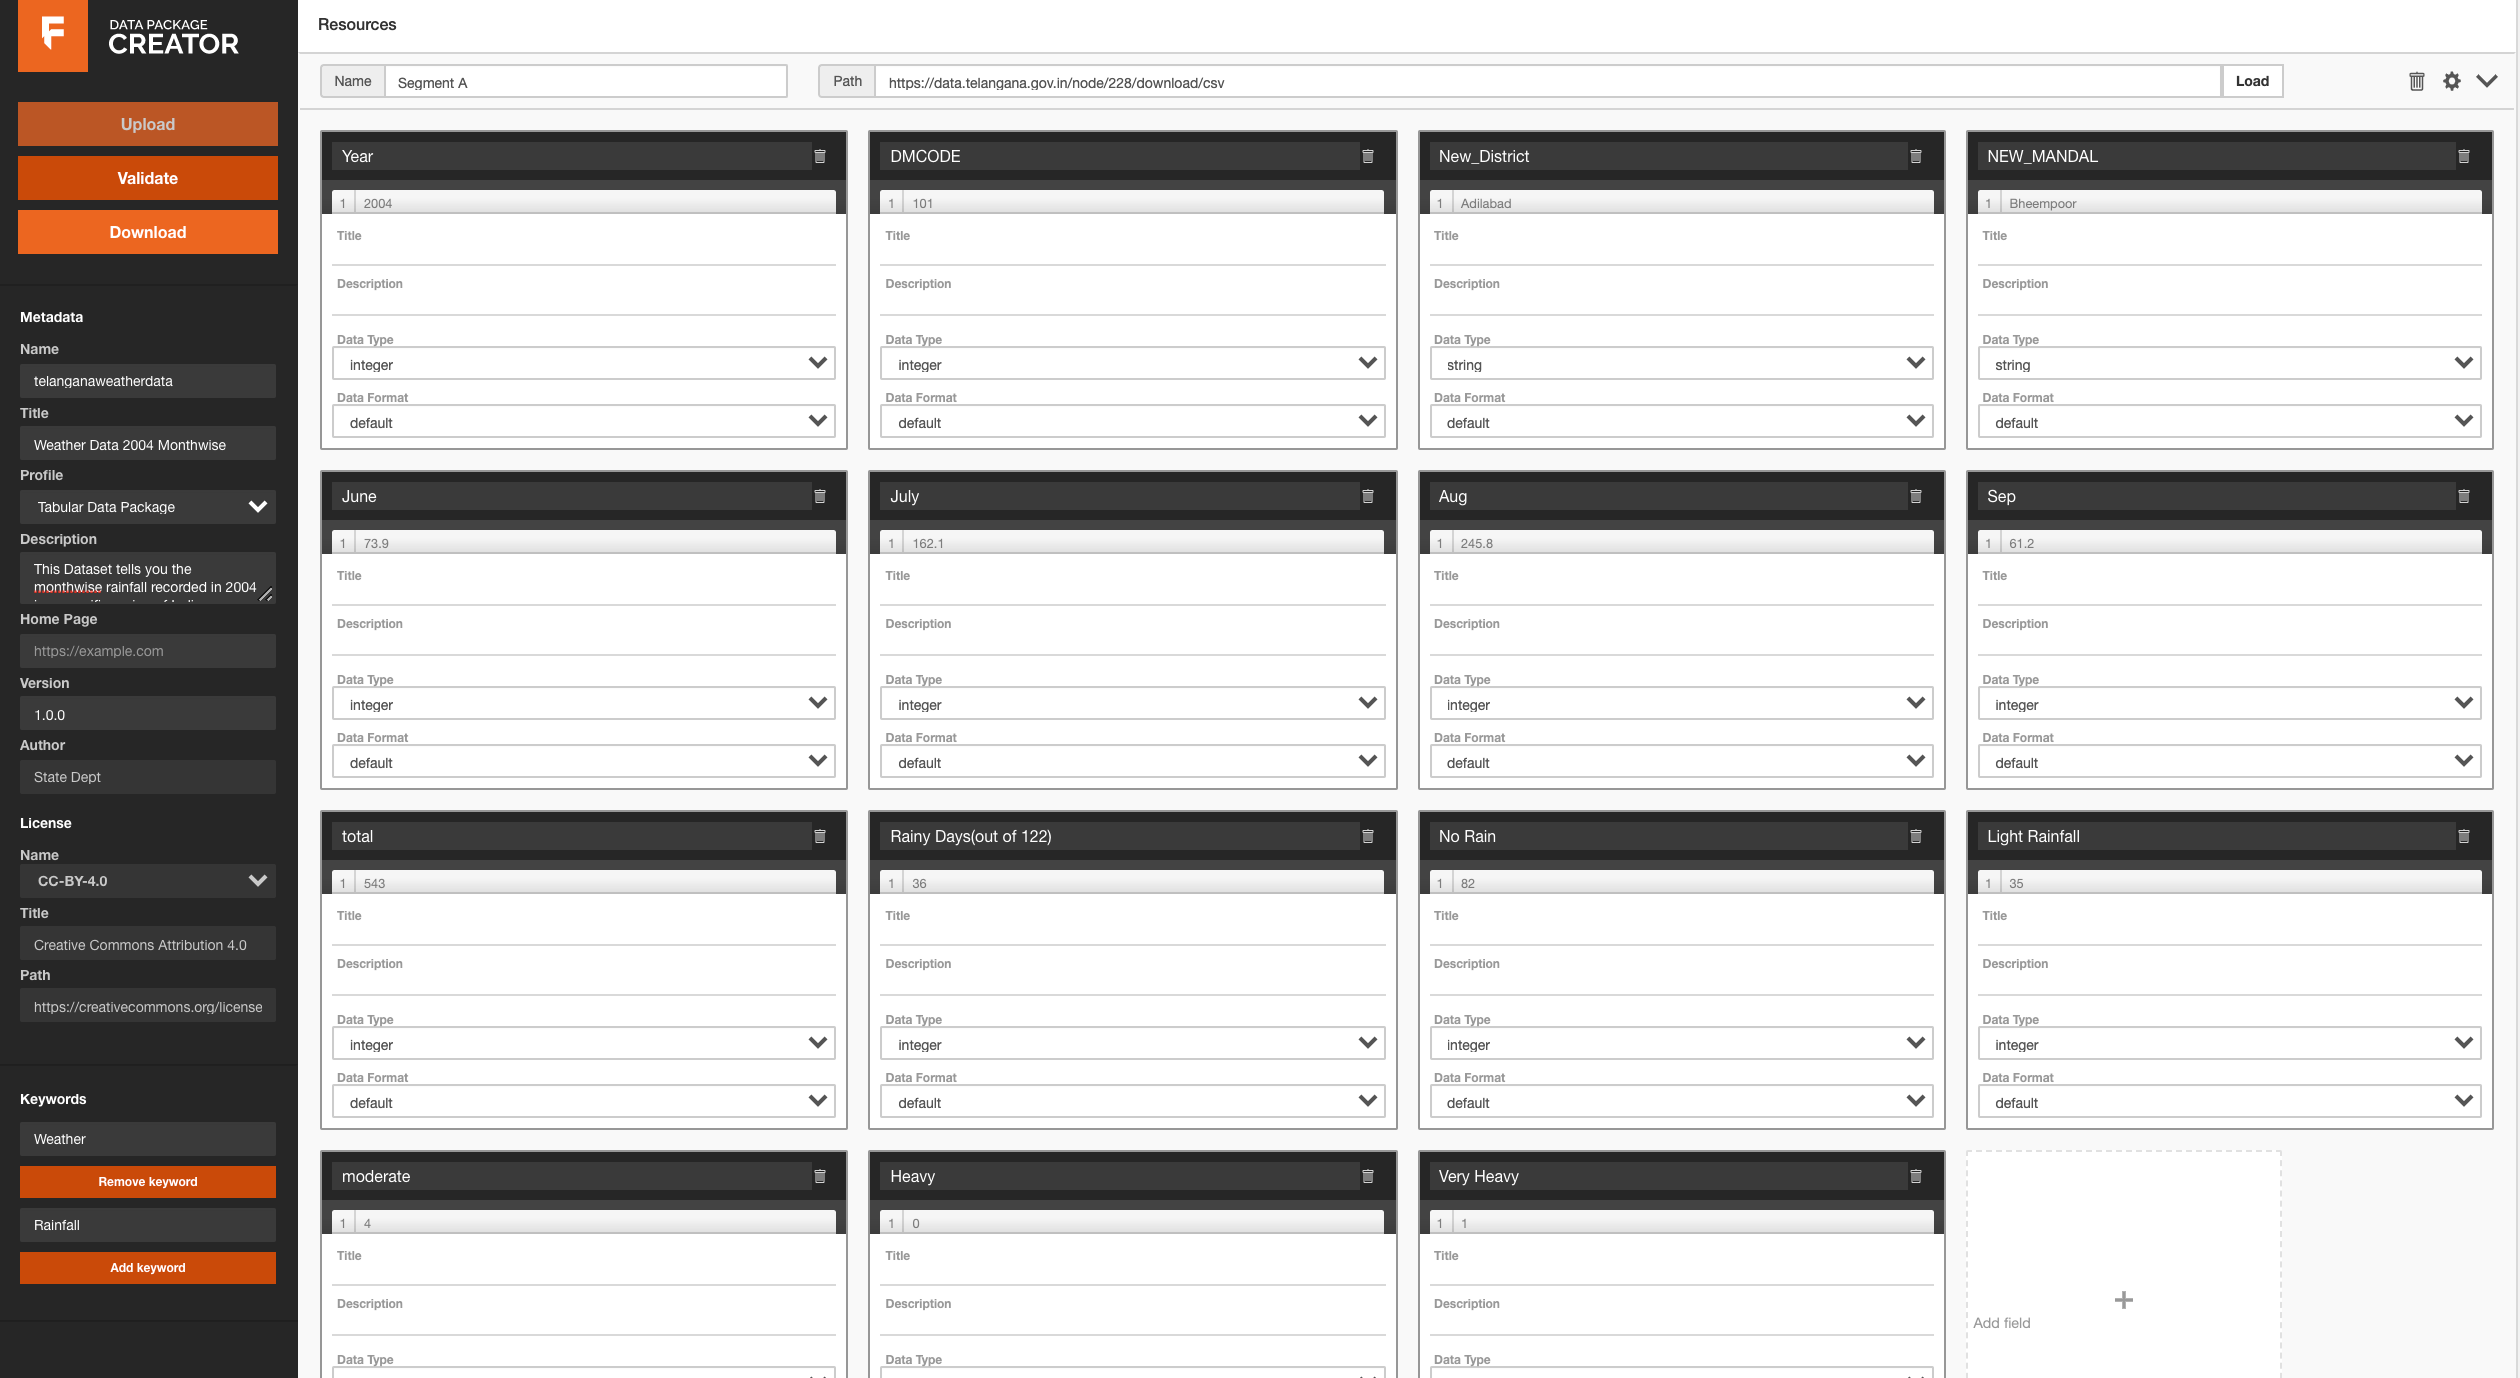 DATA PACKAGE
CREATOR
Upload
Validate
Download
Metadata
Name
telanganaweatherdata
Title
Weather Data 2004 Monthwise
Profile
Tabular Data Package
Description
This Dataset tells you the
monthwise rainfall recorded in 2004
Home Page
https://example.com
Version
1.0.0
Author
State Dept
License
Name
CC-BY-4.0
Title
Creative Commons Attribution 4.0
Path
https://creativecommons.org/license
Keywords
Weather
Remove keyword
Rainfall
Add keyword
Resources
Name Segment A Path https://data.telangana.gov.in/node/228/download/csv Load
Year DMCODE New_District NEW_MANDAL
1 2004 1 101 1 Adilabad 1 Bheempoor
Title Title Title Title
Description Description Description Description
Data Type Data Type Data Type Data Type
integer integer string string
Data Format Data Format Data Format Data Format
default default default default
June July Aug Sep
1 73.9 1 162.1 1 245.8 1 61.2
Title Title Title Title
Description Description Description Description
Data Type Data Type Data Type Data Type
integer integer integer integer
Data Format Data Format Data Format Data Format
default default default default
total Rainy Days(out of 122) No Rain Light Rainfall
1 543 1 36 1 82 1 35
Title Title Title Title
Description Description Description Description
Data Type Data Type Data Type Data Type
integer integer integer integer
Data Format Data Format Data Format Data Format
default default default default
moderate Heavy Very Heavy
1 4 1 0 1 1
Title Title Title
Description Description Description
Add field
Data Type Data Type Data Type